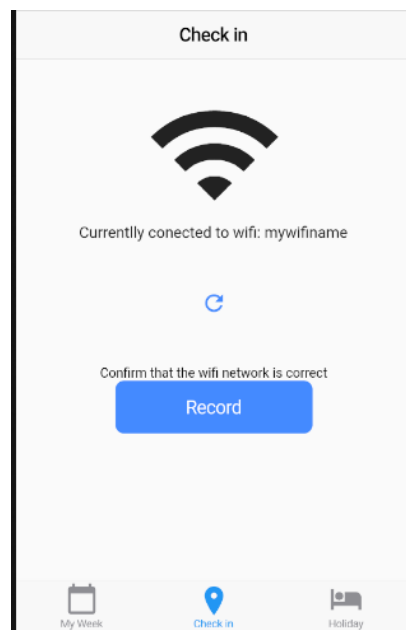 Check in
Currentlly conected to wifi: mywifiname
Confirm that the wifi network is correct
Record
My Week
Check in
Holiday